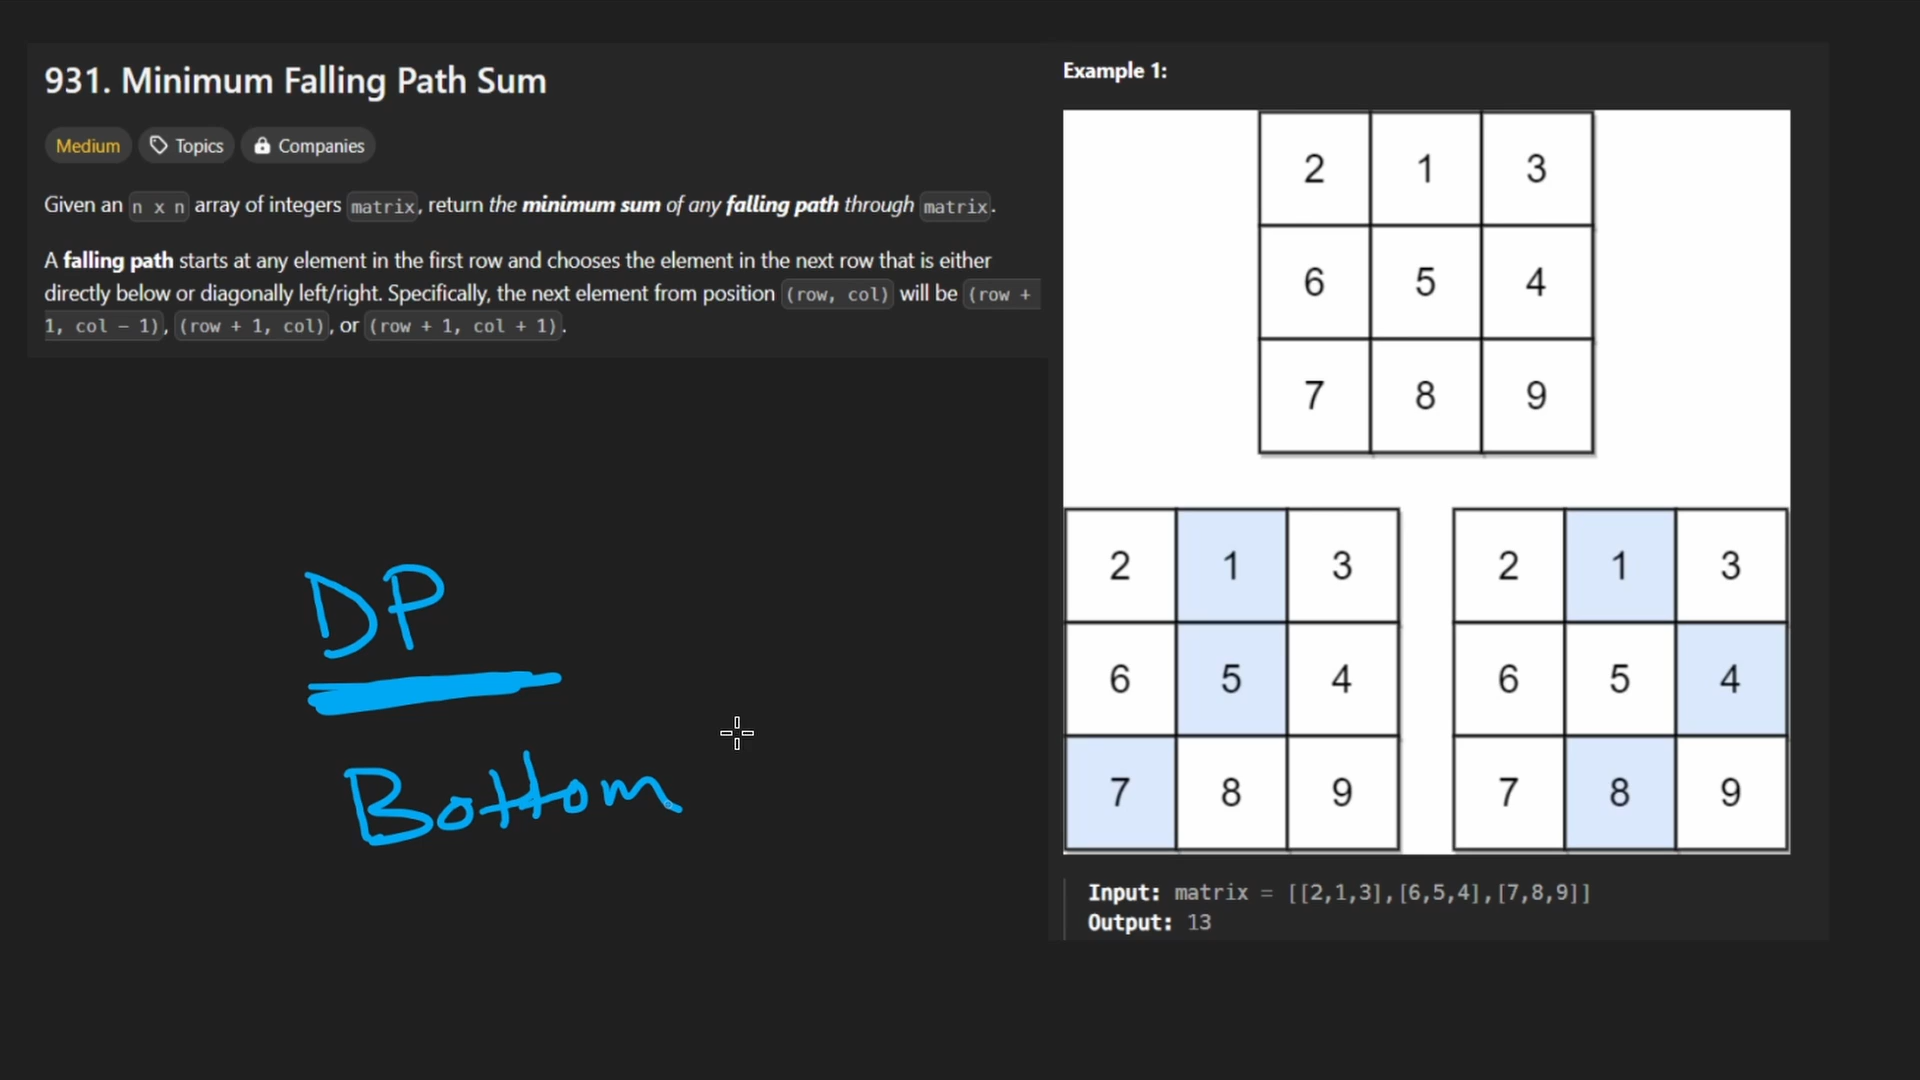 931. Minimum Falling Path Sum
Medium Topics Companies
Given an n x n array of integers matrix, return the minimum sum of any falling path through matrix.
A falling path starts at any element in the first row and chooses the element in the next row that is either
directly below or diagonally left/right. Specifically, the next element from position (row, col) will be (row +
1, col - 1), (row + 1, col), or (row + 1, col + 1).
DP
Bottom
Example 1:
2 1 3
6 5 4
7 8 9
2 1 3
6 5 4
7 8 9
2 1 3
6 5 4
7 8 9
Input: matrix = [[2,1,3],[6,5,4],[7,8,9]]
Output: 13